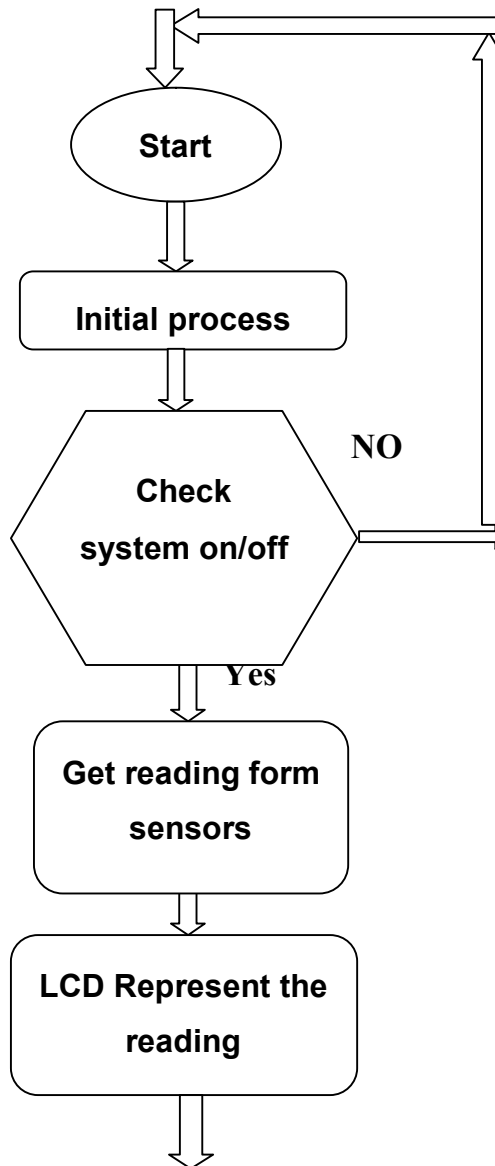 Start
Initial process
NO
Check
system on/off
Yes
Get reading form
sensors
LCD Represent the
reading